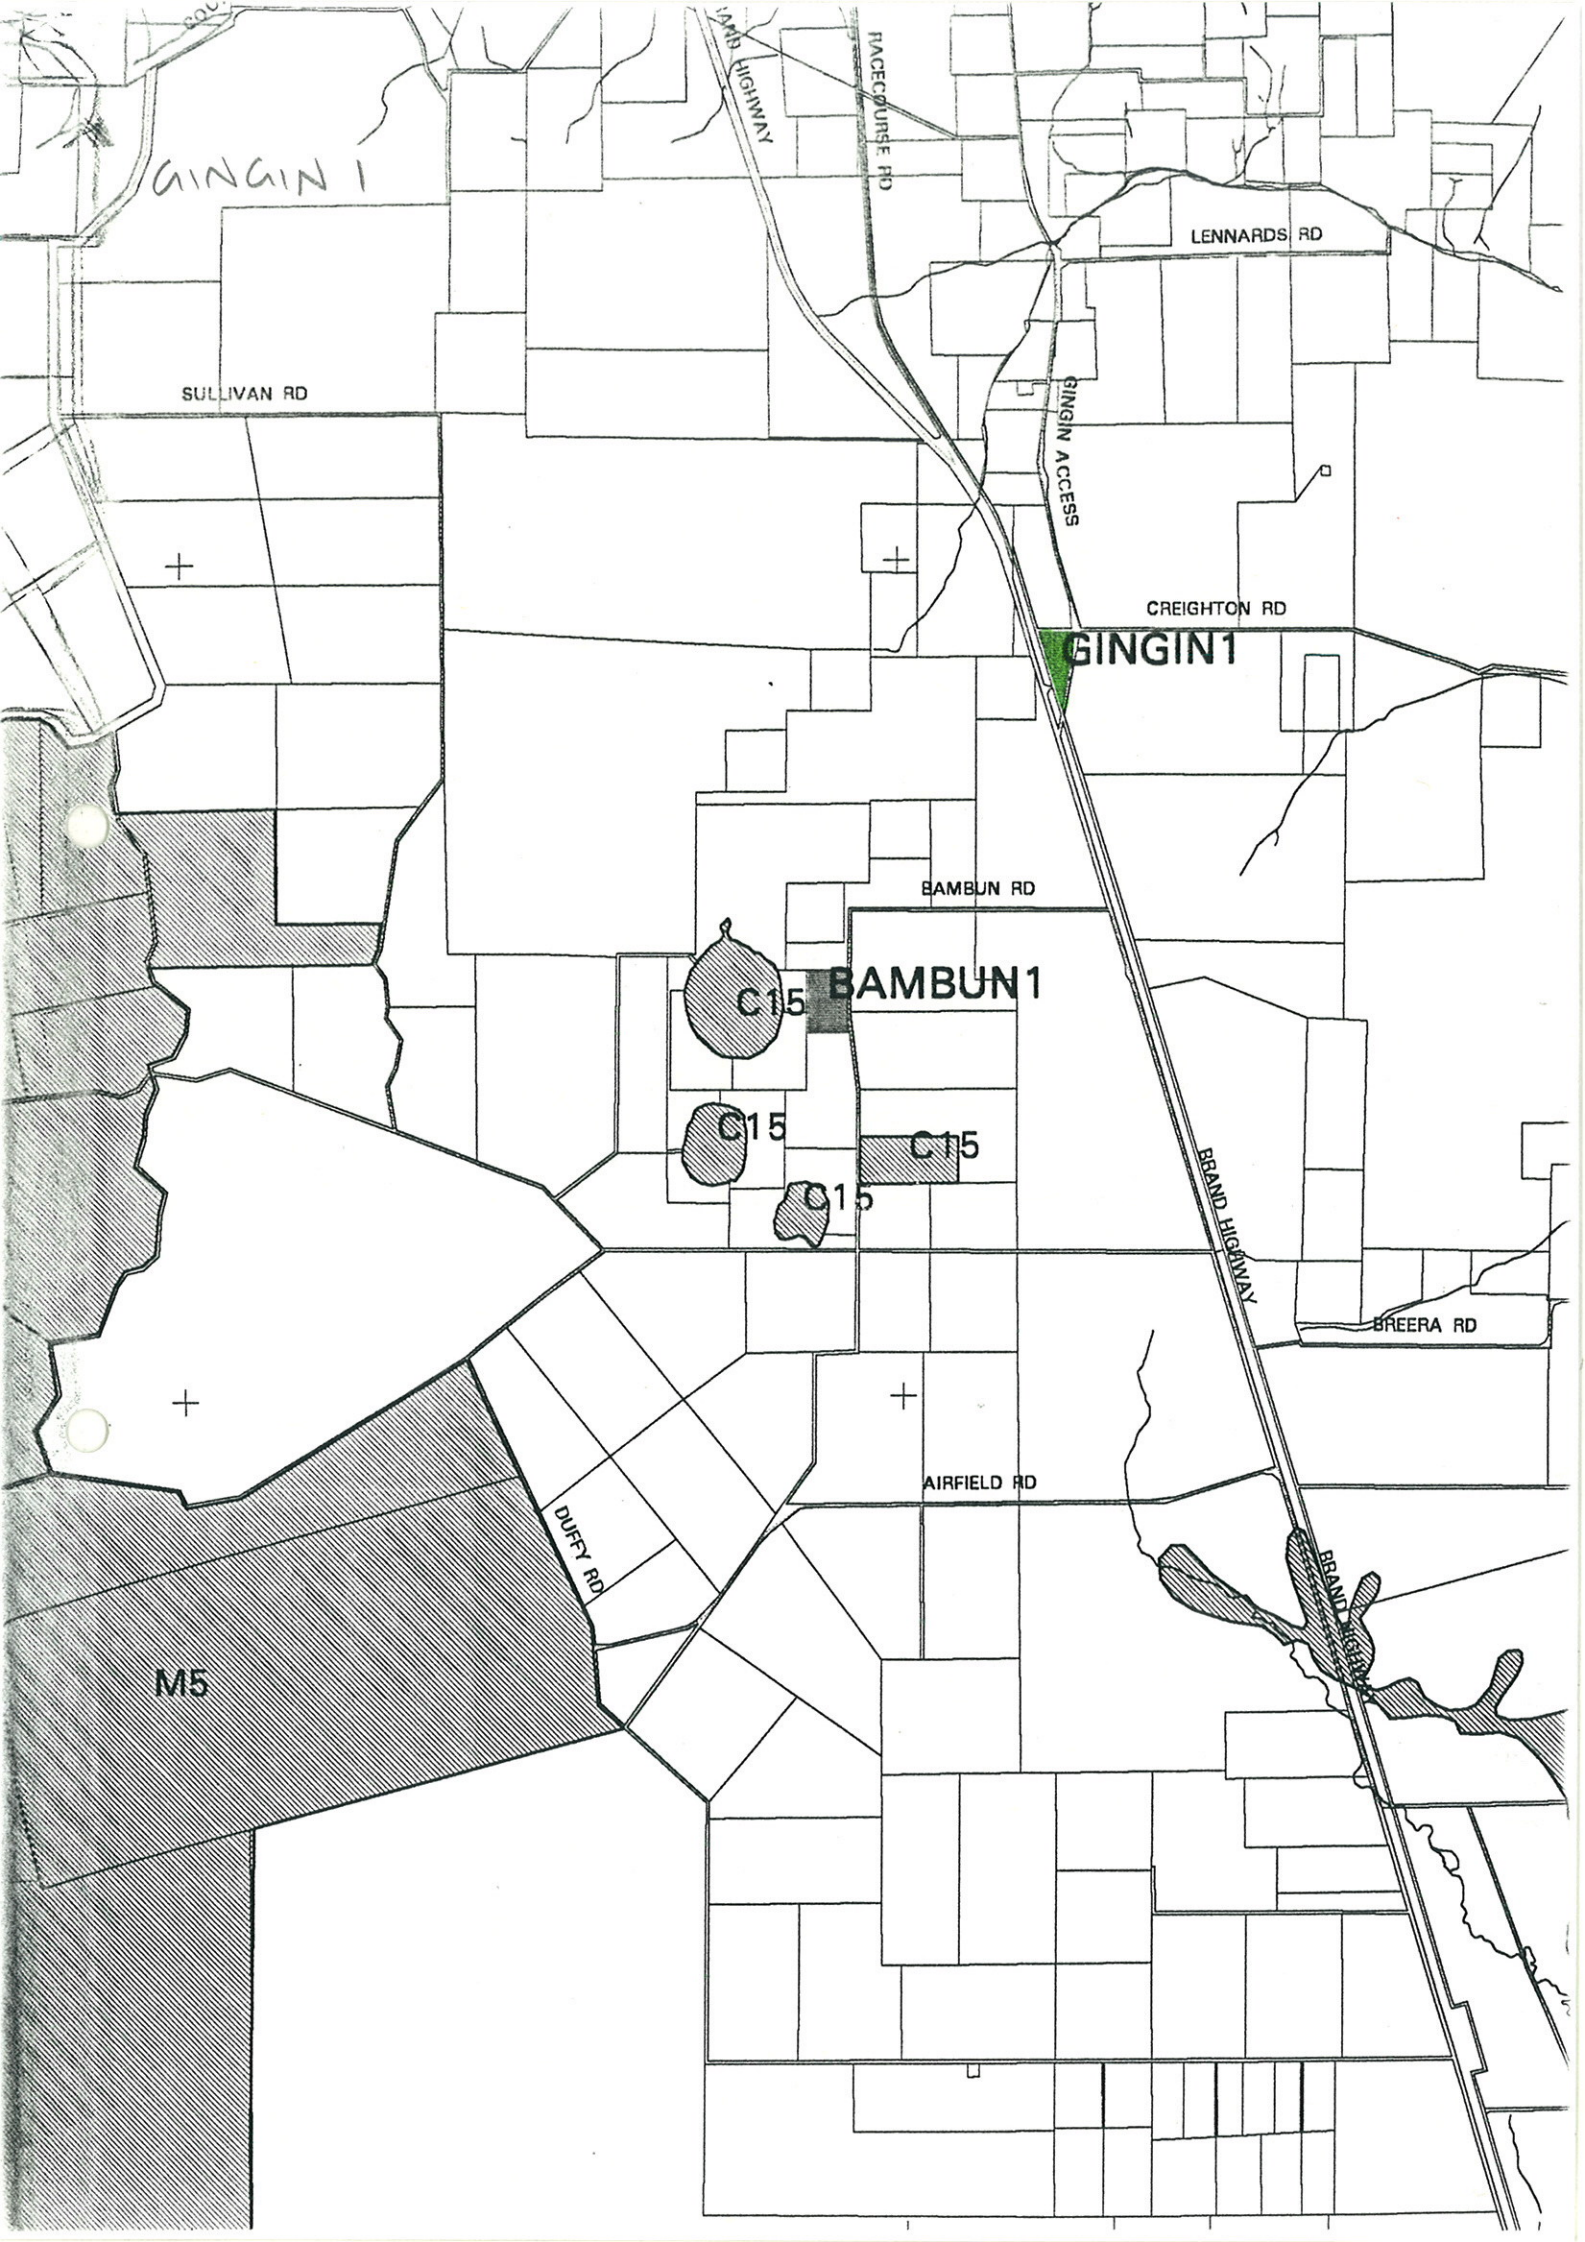 GINGIN 1
HIGHWAY
RACECOURSE RD
LENNARDS RD
SULLIVAN RD
GINGIN ACCESS
CREIGHTON RD
GINGIN1
BAMBUN RD
BAMBUN1
C15
C15
C15
C15
BRAND HIGHWAY
BREERA RD
AIRFIELD RD
DUFFY RD
BRAND HIGHWAY
M5